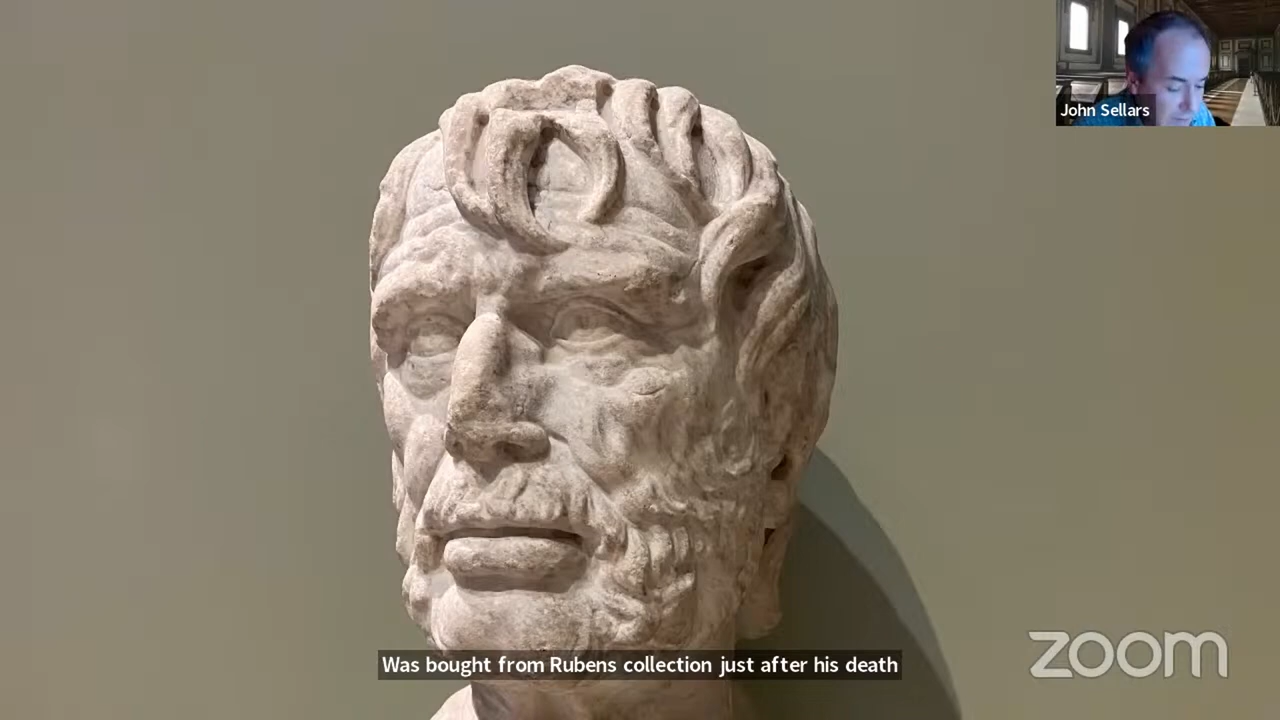 John Sellars
Was bought from Rubens collection just after his death
zoom